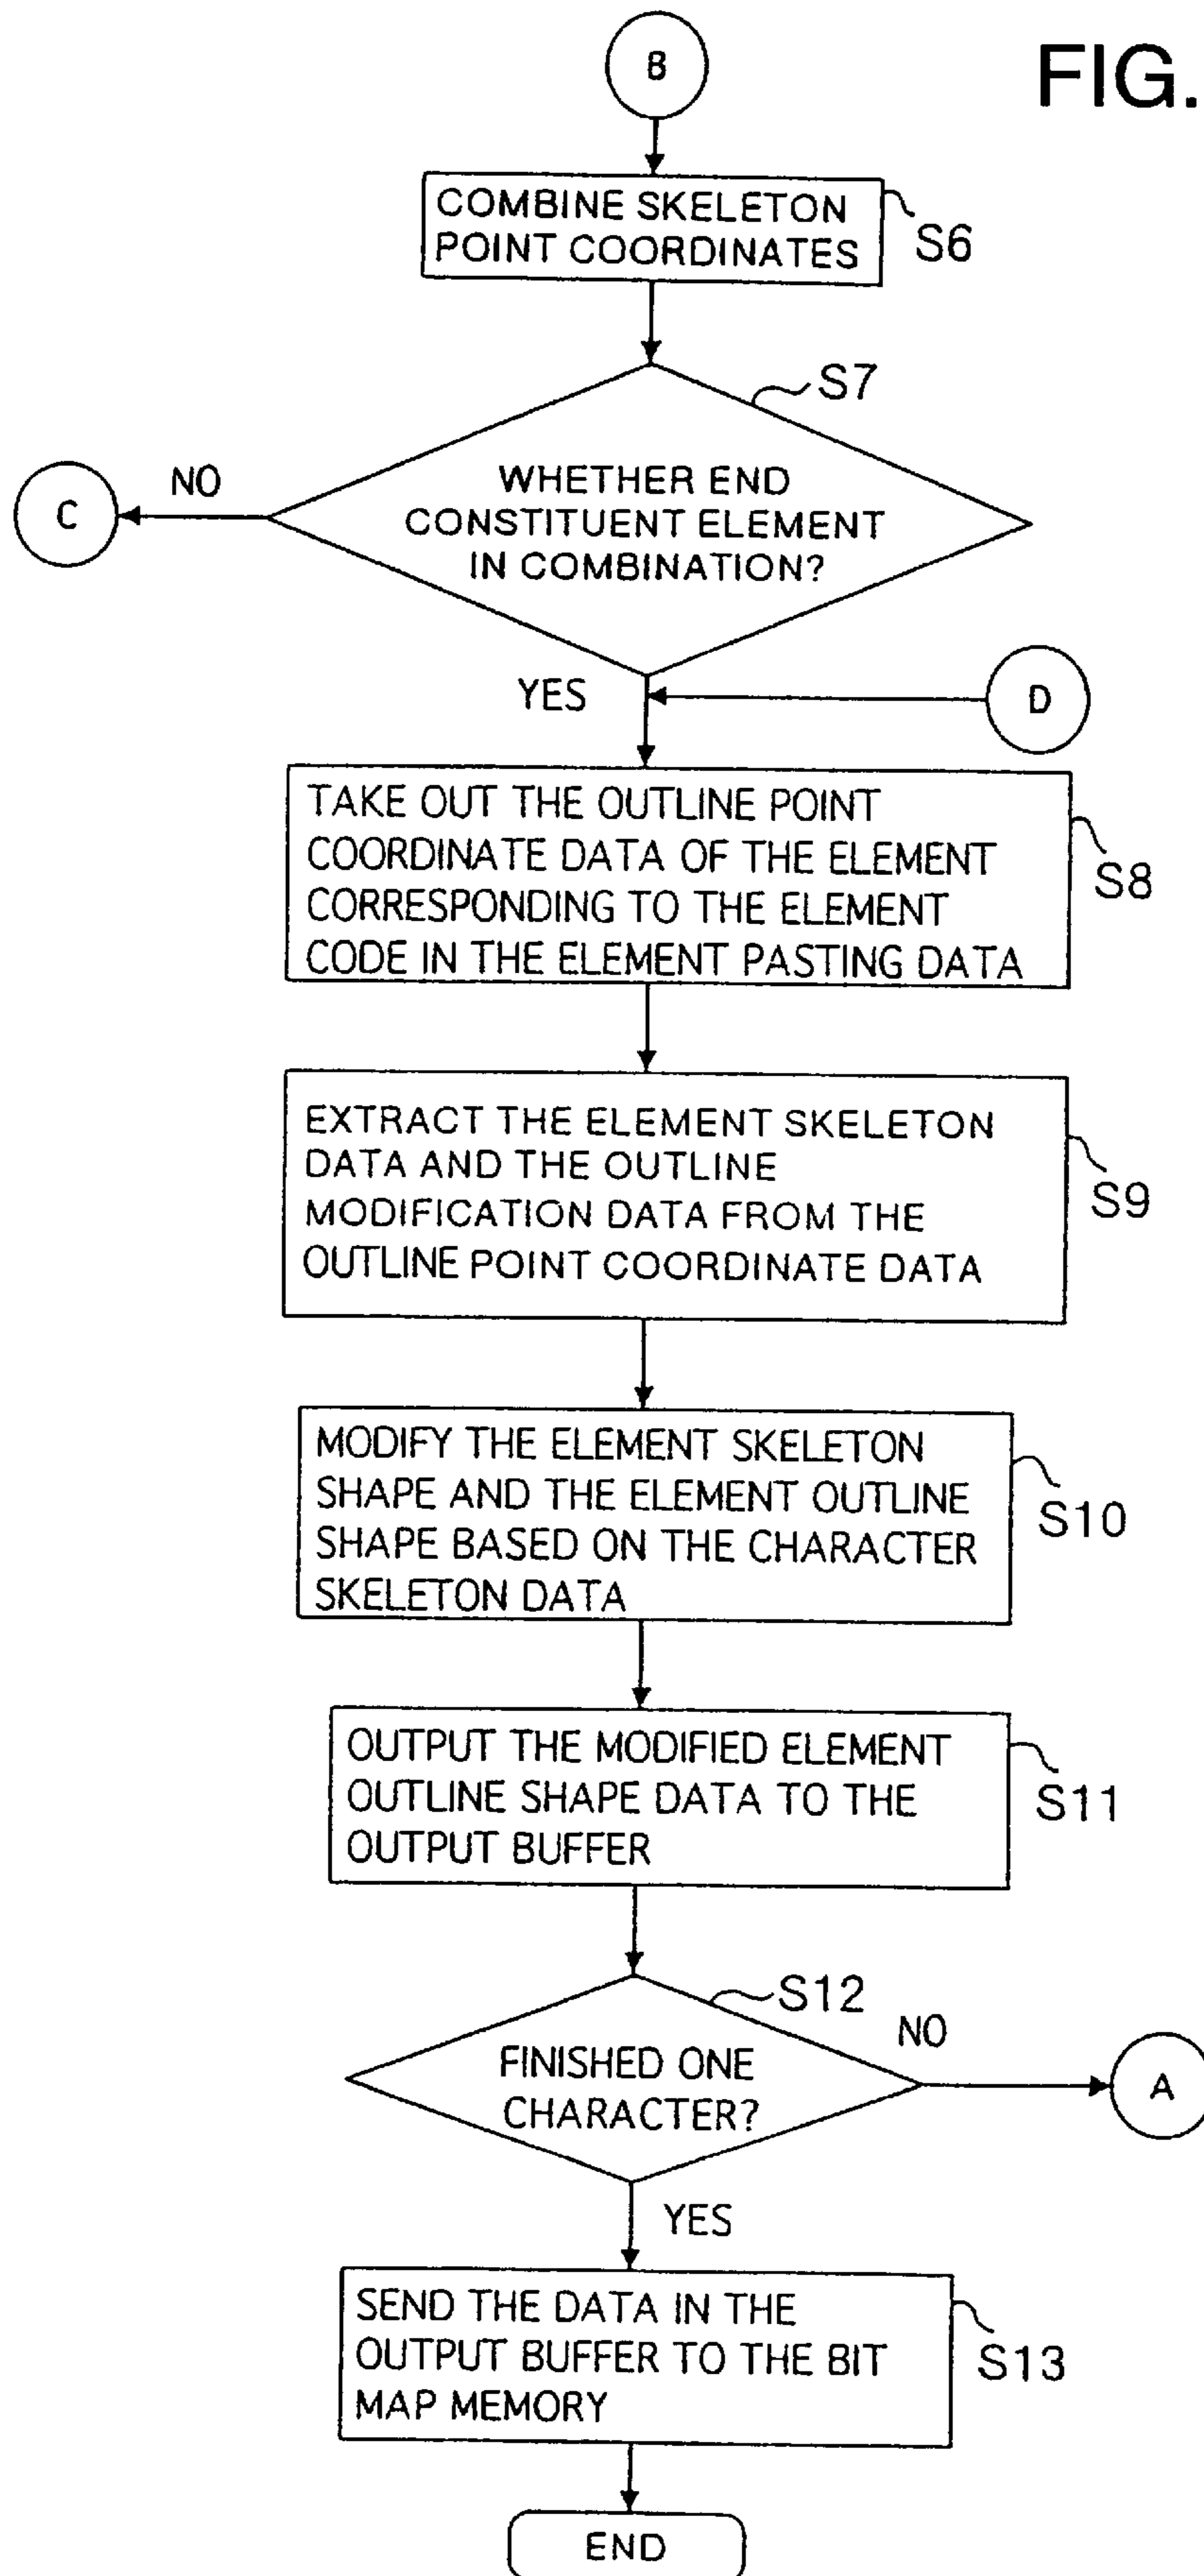 B
FIG.
COMBINE SKELETON
POINT COORDINATES
S6
S7
NO
C
WHETHER END
CONSTITUENT ELEMENT
IN COMBINATION?
YES
D
TAKE OUT THE OUTLINE POINT
COORDINATE DATA OF THE ELEMENT
CORRESPONDING TO THE ELEMENT
CODE IN THE ELEMENT PASTING DATA
S8
EXTRACT THE ELEMENT SKELETON
DATA AND THE OUTLINE
MODIFICATION DATA FROM THE
OUTLINE POINT COORDINATE DATA
S9
MODIFY THE ELEMENT SKELETON
SHAPE AND THE ELEMENT OUTLINE
SHAPE BASED ON THE CHARACTER
SKELETON DATA
S10
OUTPUT THE MODIFIED ELEMENT
OUTLINE SHAPE DATA TO THE
OUTPUT BUFFER
S11
S12
NO
FINISHED ONE
CHARACTER?
A
YES
SEND THE DATA IN THE
OUTPUT BUFFER TO THE BIT
MAP MEMORY
S13
END